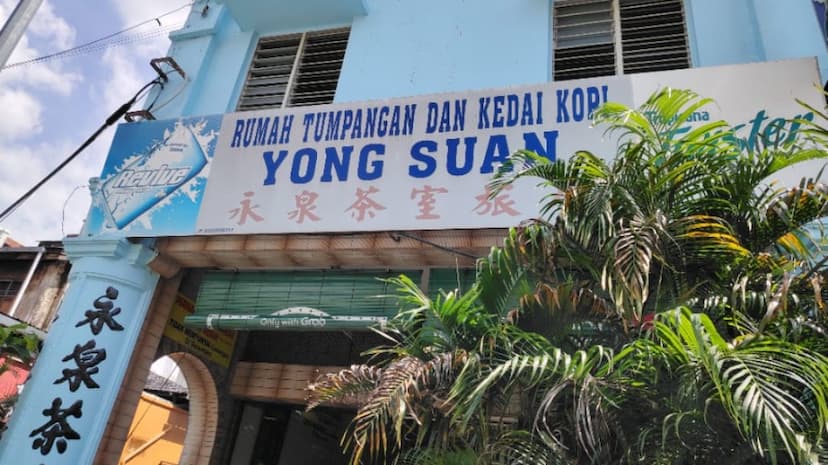 Revive
RUMAH TUMPANGAN DAN KEDAI KOPI
YONG SUAN
永泉茶室旅
Only with Grab
永泉茶